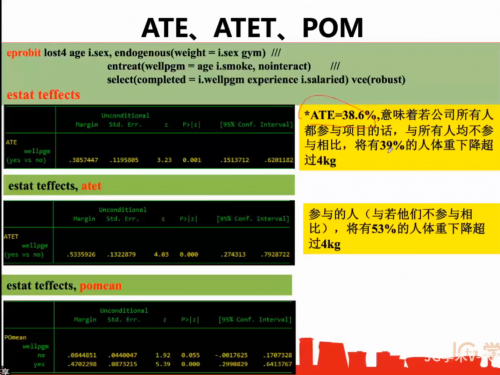 ATE、ATET、POM
eprobit lost4 age i.sex, endogenous(weight = i.sex gym) ///
entreat(wellpgm = age i.smoke, nointeract) ///
select(completed = i.wellpgm experience i.salaried) vce(robust)
estat teffects
Unconditional
Margin Std. Err. z P>|z| [95% Conf. Interval]
ATE
wellpgm
(yes vs no) .3857447 .1195805 3.23 0.001 .1513712 .6201182
*ATE=38.6%,意味着若公司所有人
都参与项目的话，与所有人均不参
与相比，将有39%的人体重下降超
过4kg
estat teffects, atet
Unconditional
Margin Std. Err. z P>|z| [95% Conf. Interval]
ATET
wellpgm
(yes vs no) .5335926 .1322879 4.03 0.000 .274313 .7928722
参与的人（与若他们不参与相
比），将有53%的人体重下降超
过4kg
estat teffects, pomean
Unconditional
Margin Std. Err. z P>|z| [95% Conf. Interval]
POmean
wellpgm
no .0844851 .0440047 1.92 0.055 -.0017625 .1707328
yes .4702298 .0873215 5.39 0.000 .2990829 .6413767
享